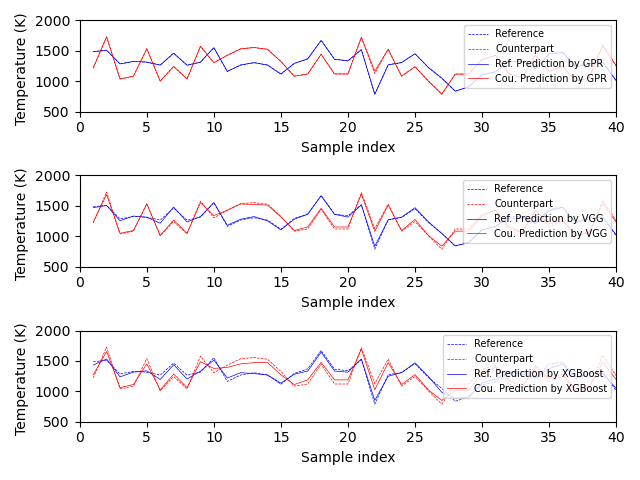 2000
1500
1000
500
Temperature (K)
Reference
Counterpart
Ref. Prediction by GPR
Cou. Prediction by GPR
0 5 10 15 20 25 30 35 40
Sample index
2000
1500
1000
500
Temperature (K)
Reference
Counterpart
Ref. Prediction by VGG
Cou. Prediction by VGG
0 5 10 15 20 25 30 35 40
Sample index
2000
1500
1000
500
Temperature (K)
Reference
Counterpart
Ref. Prediction by XGBoost
Cou. Prediction by XGBoost
0 5 10 15 20 25 30 35 40
Sample index